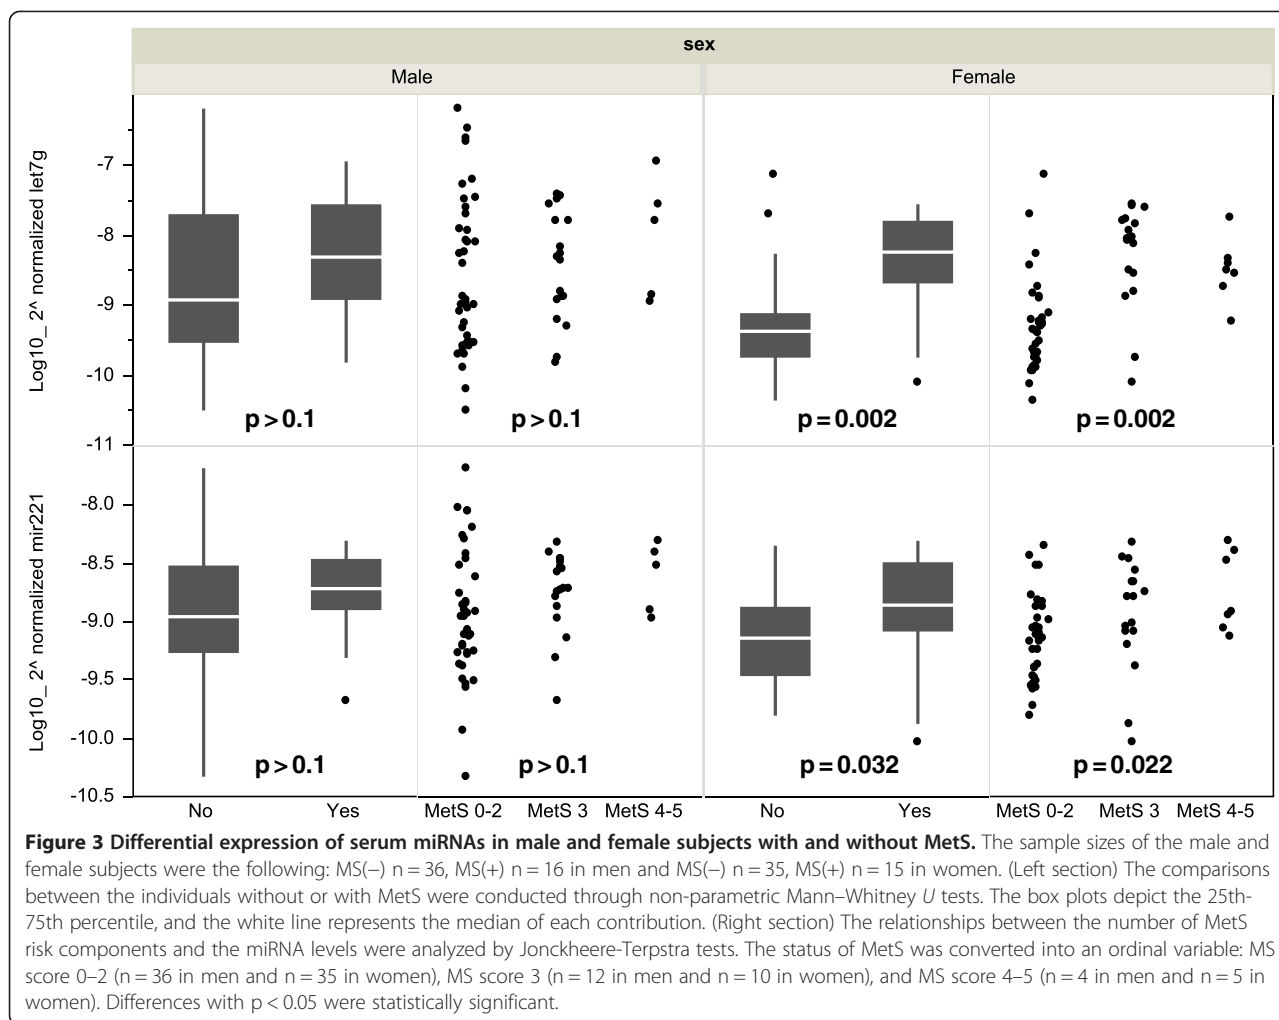 sex
Male
Female
Log10_ 2^ normalized let7g
-7
-8
-9
-10
-11
p > 0.1
p > 0.1
p = 0.002
p = 0.002
Log10_ 2^ normalized mir221
-8.0
-8.5
-9.0
-9.5
-10.0
-10.5
p > 0.1
p > 0.1
p = 0.032
p = 0.022
No
Yes
MetS 0-2
MetS 3
MetS 4-5
No
Yes
MetS 0-2
MetS 3
MetS 4-5
Figure 3 Differential expression of serum miRNAs in male and female subjects with and without MetS. The sample sizes of the male and
female subjects were the following: MS(−) n = 36, MS(+) n = 16 in men and MS(−) n = 35, MS(+) n = 15 in women. (Left section) The comparisons
between the individuals without or with MetS were conducted through non-parametric Mann–Whitney U tests. The box plots depict the 25th-
75th percentile, and the white line represents the median of each contribution. (Right section) The relationships between the number of MetS
risk components and the miRNA levels were analyzed by Jonckheere-Terpstra tests. The status of MetS was converted into an ordinal variable: MS
score 0–2 (n = 36 in men and n = 35 in women), MS score 3 (n = 12 in men and n = 10 in women), and MS score 4–5 (n = 4 in men and n = 5 in
women). Differences with p < 0.05 were statistically significant.